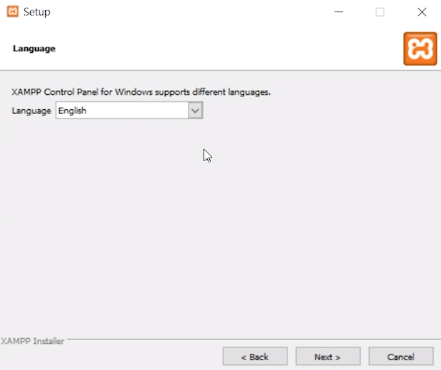 Setup
Language
XAMPP Control Panel for Windows supports different languages.
Language English
XAMPP Installer
< Back Next > Cancel